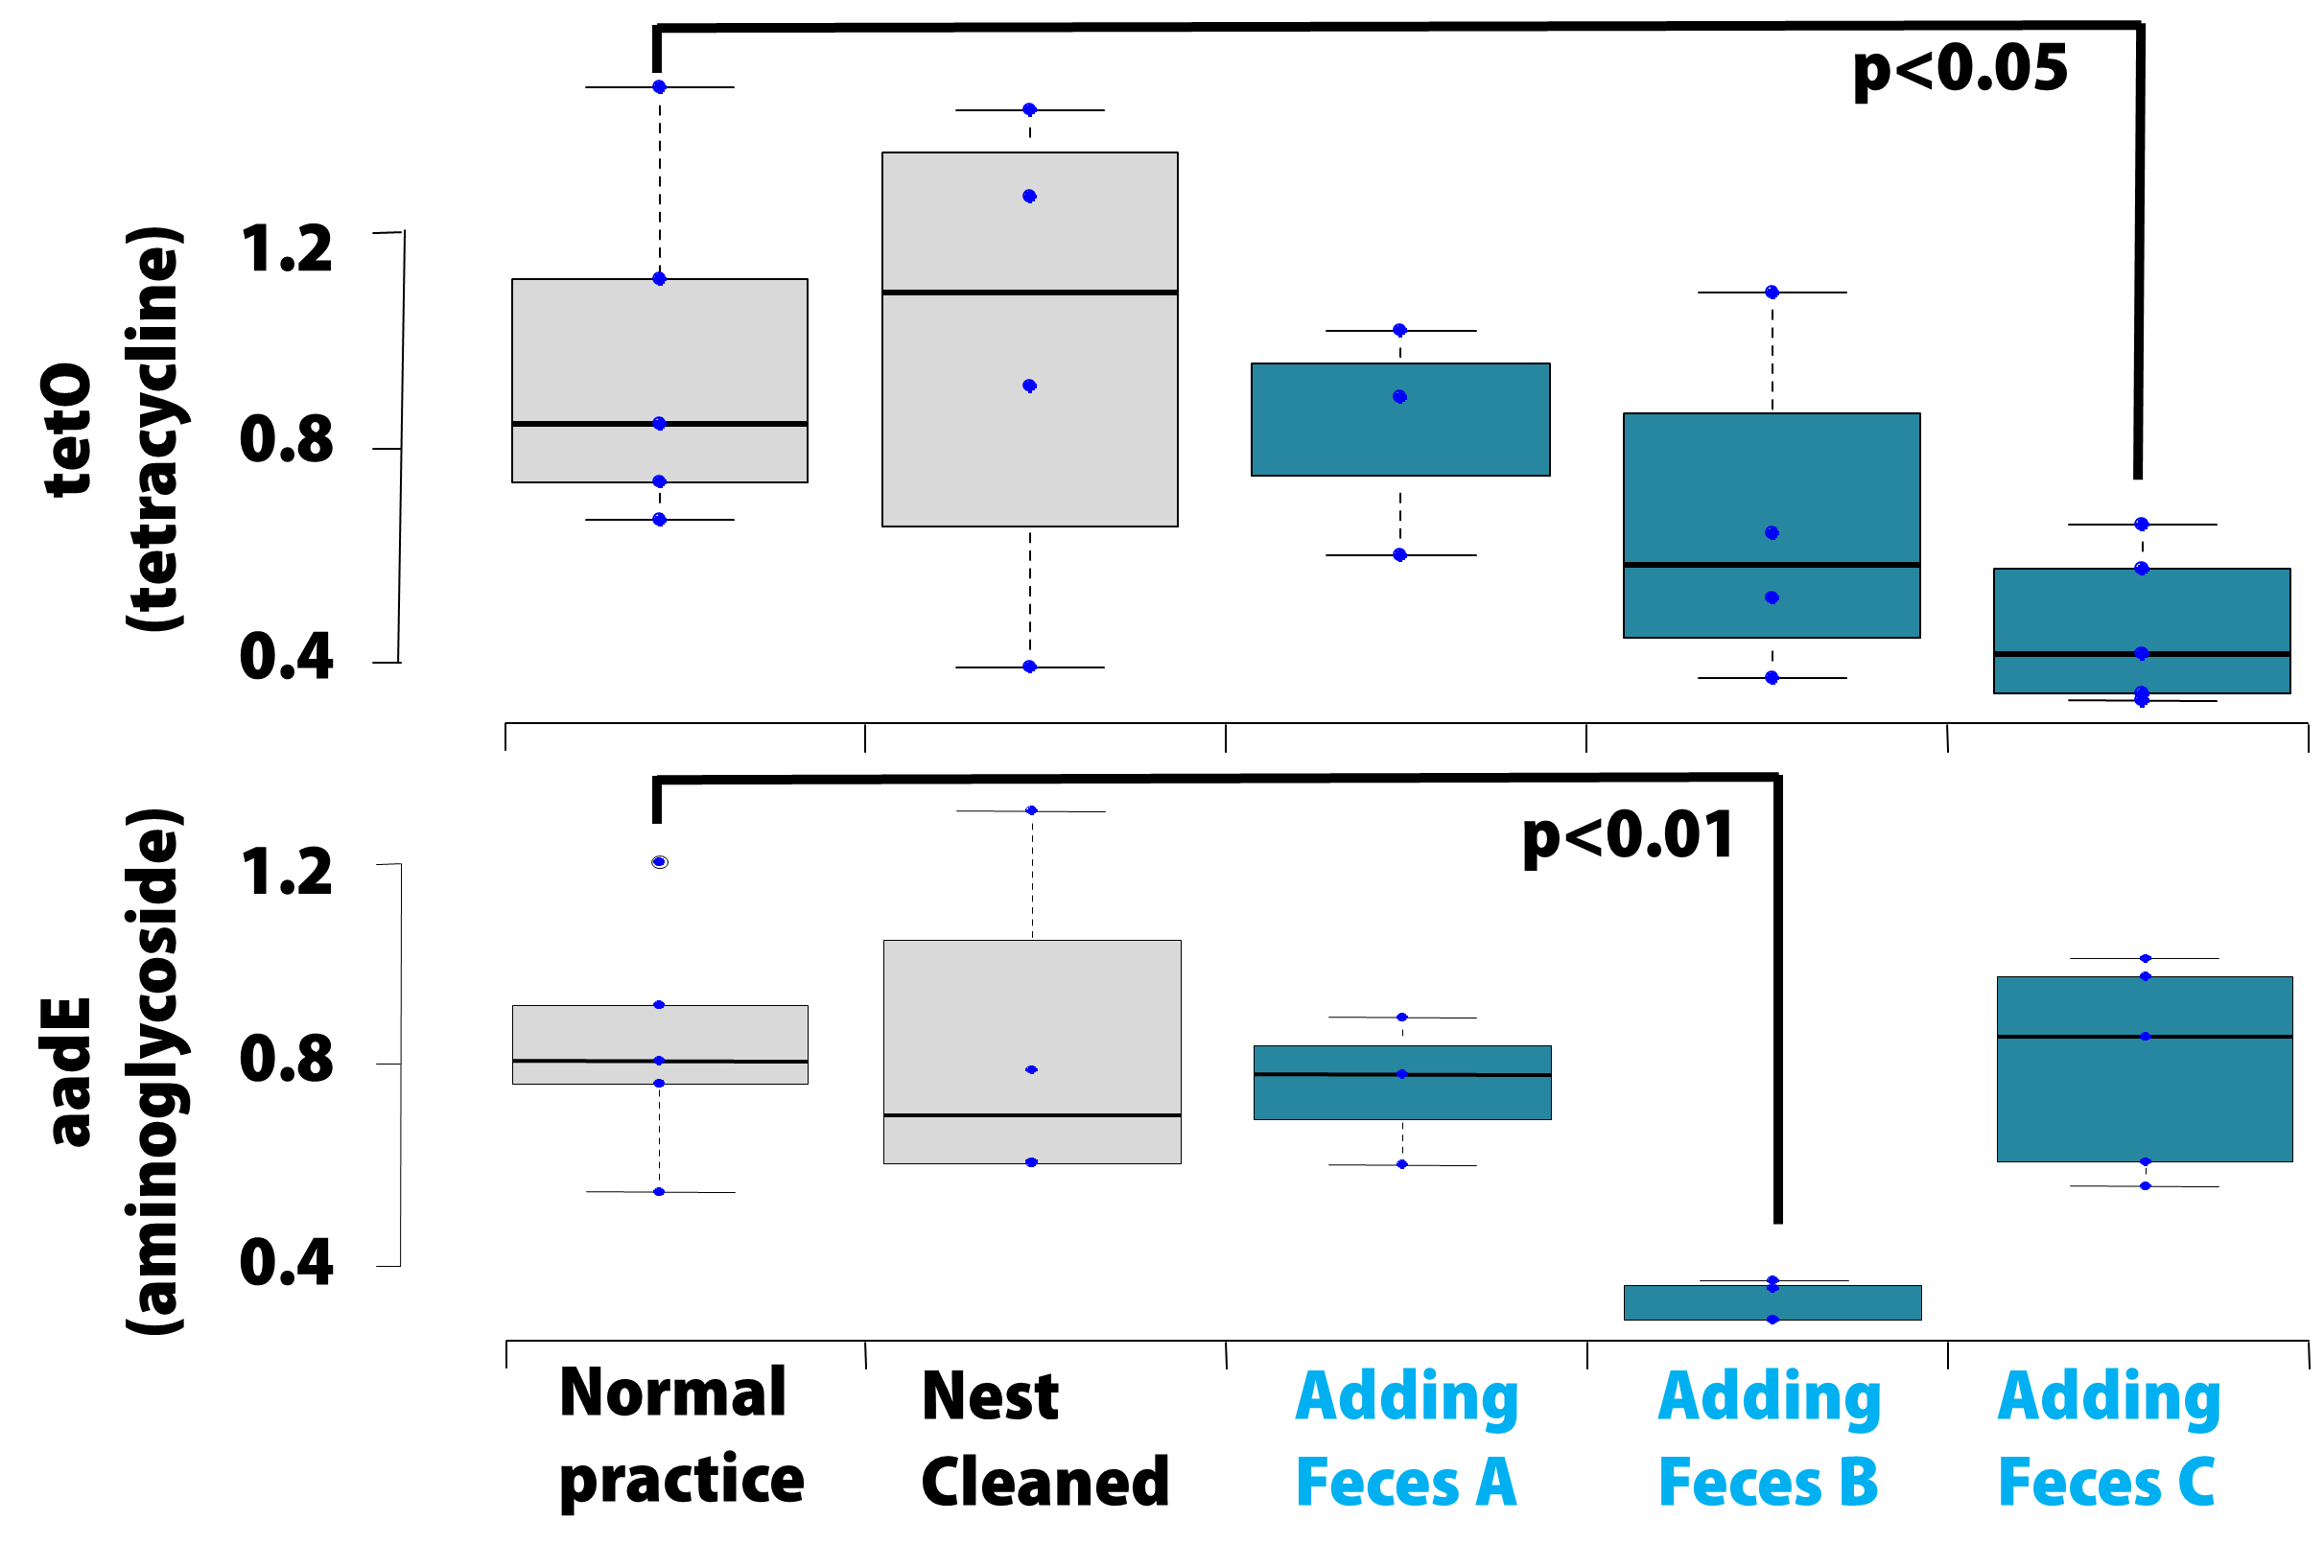 p<0.05
tetO
(tetracycline)
1.2
0.8
0.4
p<0.01
aadE
(aminoglycoside)
1.2
0.8
0.4
Normal
practice
Nest
Cleaned
Adding
Feces A
Adding
Feces B
Adding
Feces C